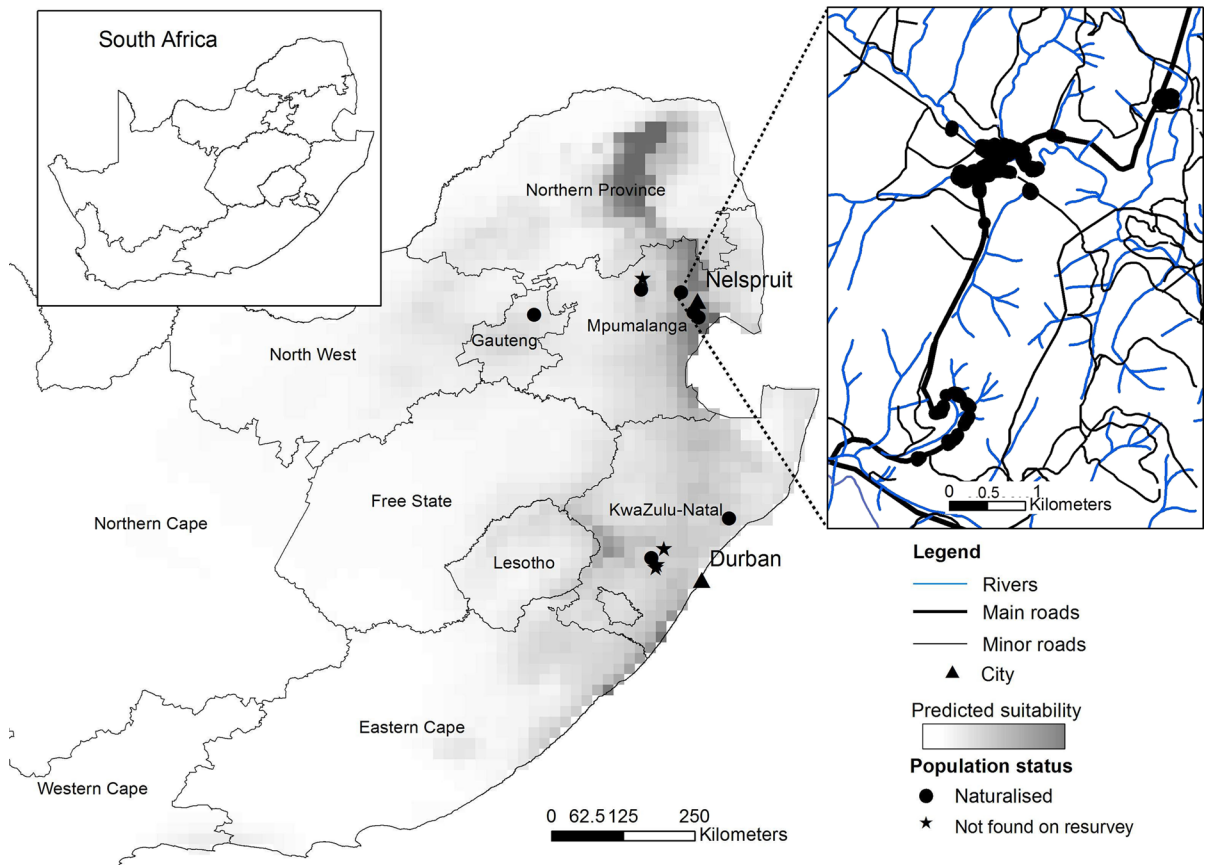 South Africa
Northern Province
Nelspruit
Mpumalanga
Gauteng
North West
Free State
KwaZulu-Natal
Northern Cape
Lesotho
Durban
Eastern Cape
Western Cape
0 62.5 125 250
Kilometers
0 0.5 1
Kilometers
Legend
Rivers
Main roads
Minor roads
City
Predicted suitability
Population status
Naturalised
Not found on resurvey